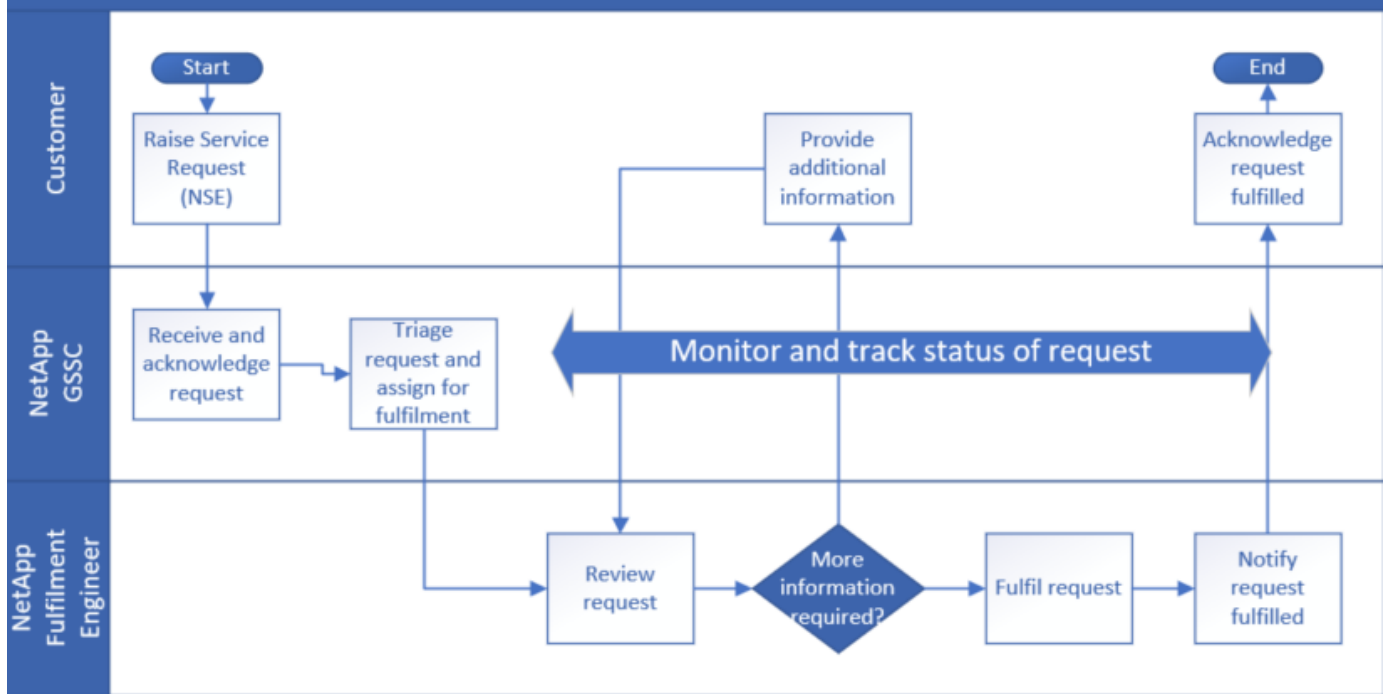 Customer
Start
End
Raise Service
Request
(NSE)
Provide
additional
information
Acknowledge
request
fulfilled
NetApp
GSSC
Receive and
acknowledge
request
Triage
request and
assign for
fulfilment
Monitor and track status of request
NetApp
Fulfilment
Engineer
Review
request
More
information
required?
Fulfil request
Notify
request
fulfilled